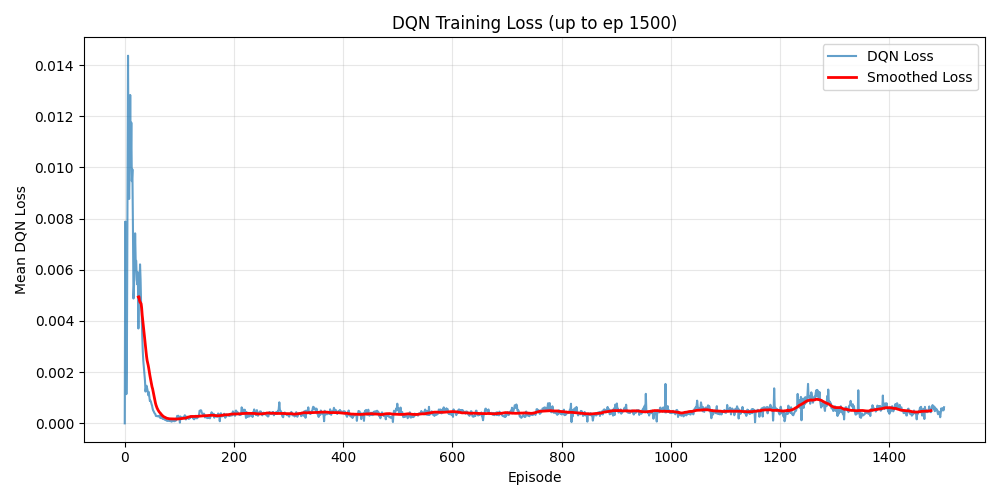 DQN Training Loss (up to ep 1500)
DQN Loss
Smoothed Loss
Mean DQN Loss
0.014
0.012
0.010
0.008
0.006
0.004
0.002
0.000
0 200 400 600 800 1000 1200 1400
Episode